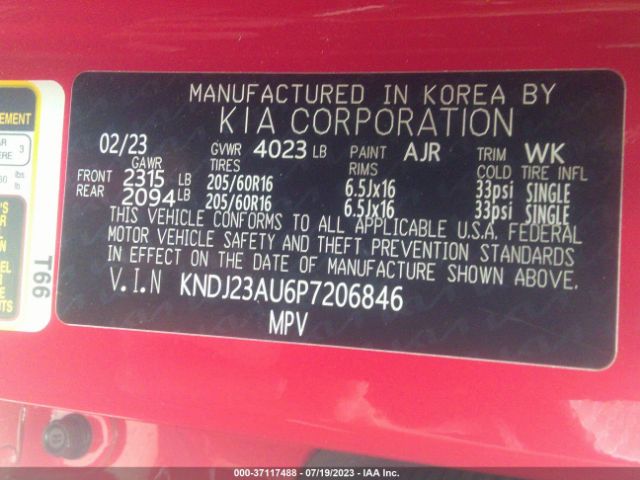 MANUFACTURED IN KOREA BY
KIA CORPORATION
02/23 GVWR 4023 LB PAINT AJR TRIM WK
GAWR TIRES RIMS COLD TIRE INFL
FRONT 2315 LB 205/60R16 6.5Jx16 33psi SINGLE
REAR 2094 LB 205/60R16 6.5Jx16 33psi SINGLE
THIS VEHICLE CONFORMS TO ALL APPLICABLE U.S.A. FEDERAL
MOTOR VEHICLE SAFETY AND THEFT PREVENTION STANDARDS
IN EFFECT ON THE DATE OF MANUFACTURE SHOWN ABOVE.
V.I.N KNDJ23AU6P7206846
MPV
T66
000-37117488 - 07/19/2023 - IAA Inc.